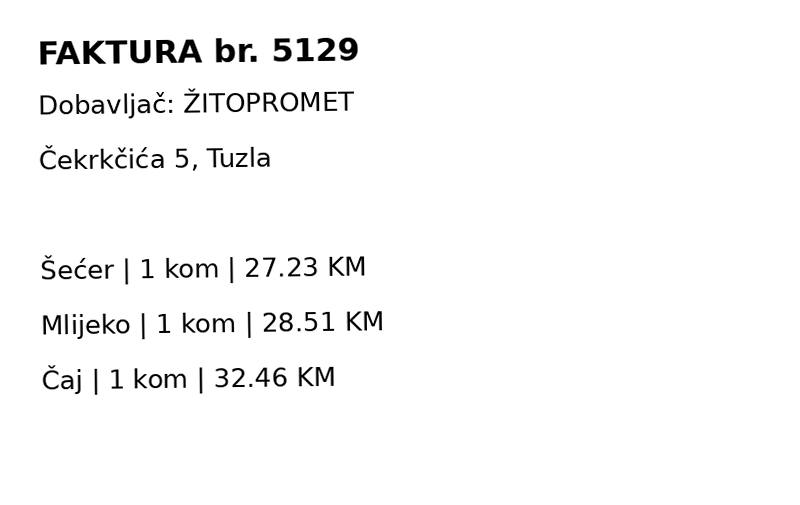 FAKTURA br. 5129
Dobavljač: ŽITOPROMET
Čekrkčića 5, Tuzla
Šećer | 1 kom | 27.23 KM
Mlijeko | 1 kom | 28.51 KM
Čaj | 1 kom | 32.46 KM